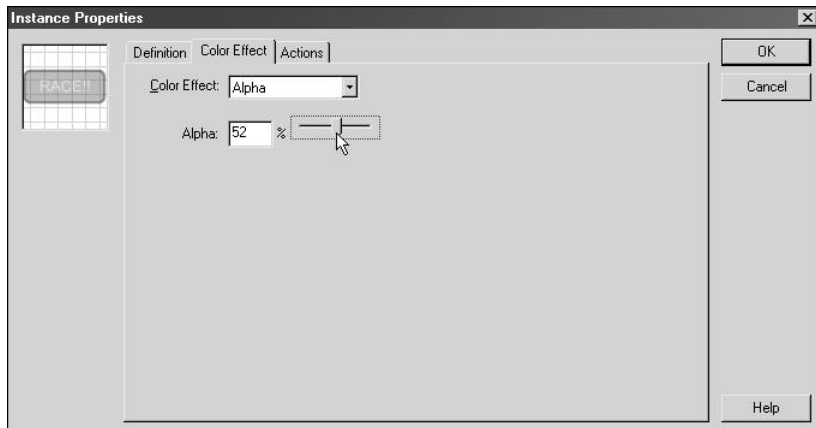 Instance Properties
Definition Color Effect Actions
OK
RACE!!
Color Effect: Alpha
Cancel
Alpha: 52 %
Help